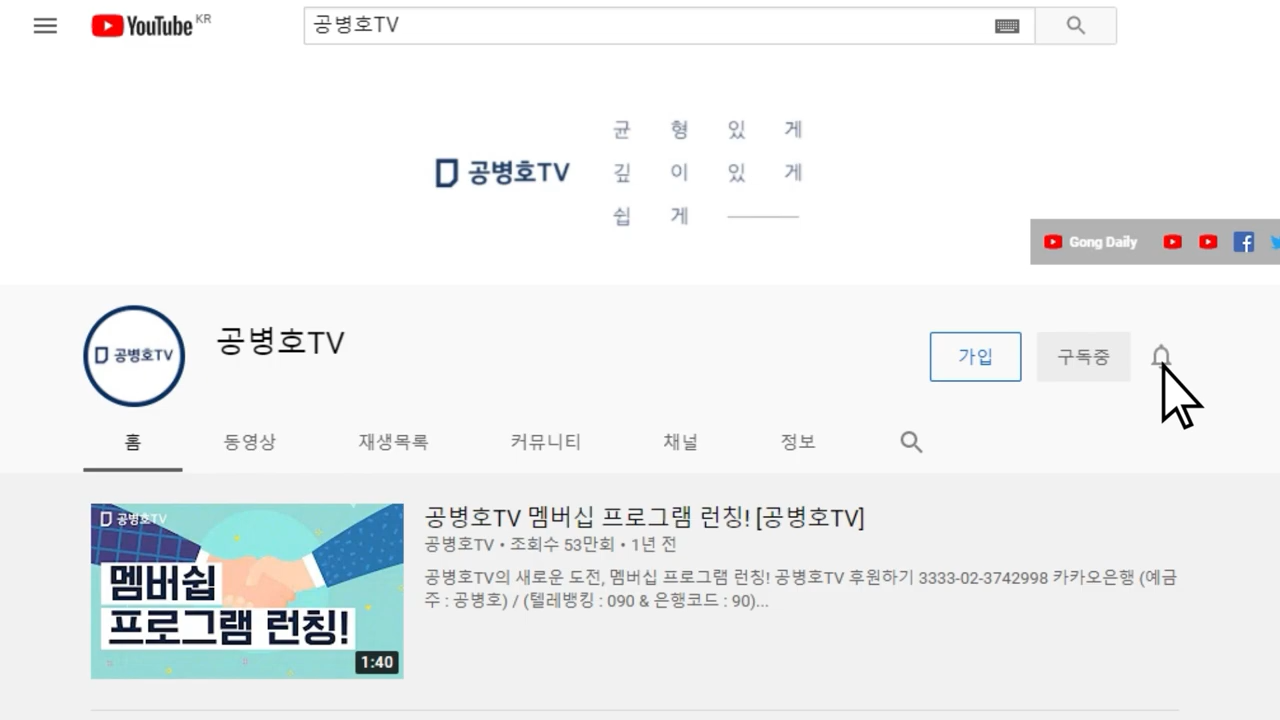 YouTube KR
공병호TV
균 형 있 게
공병호TV
깊 이 있 게
쉽 게
Gong Daily
공병호TV
공병호TV
가입
구독중
홈
동영상
재생목록
커뮤니티
채널
정보
공병호TV
멤버쉽
프로그램 런칭!
1:40
공병호TV 멤버십 프로그램 런칭! [공병호TV]
공병호TV • 조회수 53만회 • 1년 전
공병호TV의 새로운 도전, 멤버십 프로그램 런칭! 공병호TV 후원하기 3333-02-3742998 카카오은행 (예금
주 : 공병호) / (텔레뱅킹 : 090 & 은행코드 : 90)...